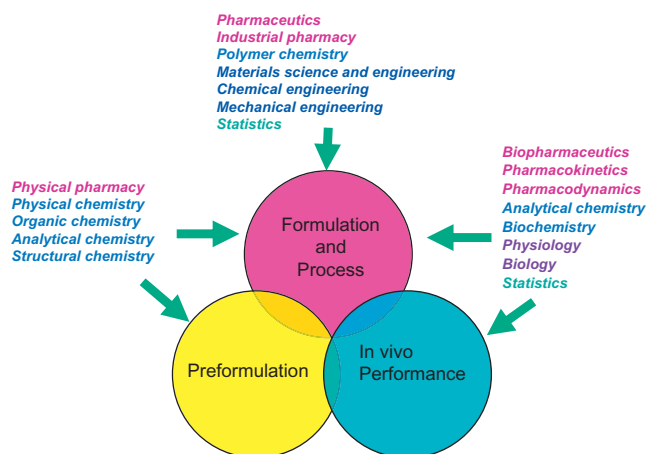 Pharmaceutics
Industrial pharmacy
Polymer chemistry
Materials science and engineering
Chemical engineering
Mechanical engineering
Statistics
Physical pharmacy
Physical chemistry
Organic chemistry
Analytical chemistry
Structural chemistry
Biopharmaceutics
Pharmacokinetics
Pharmacodynamics
Analytical chemistry
Biochemistry
Physiology
Biology
Statistics
Formulation
and
Process
Preformulation
In vivo
Performance